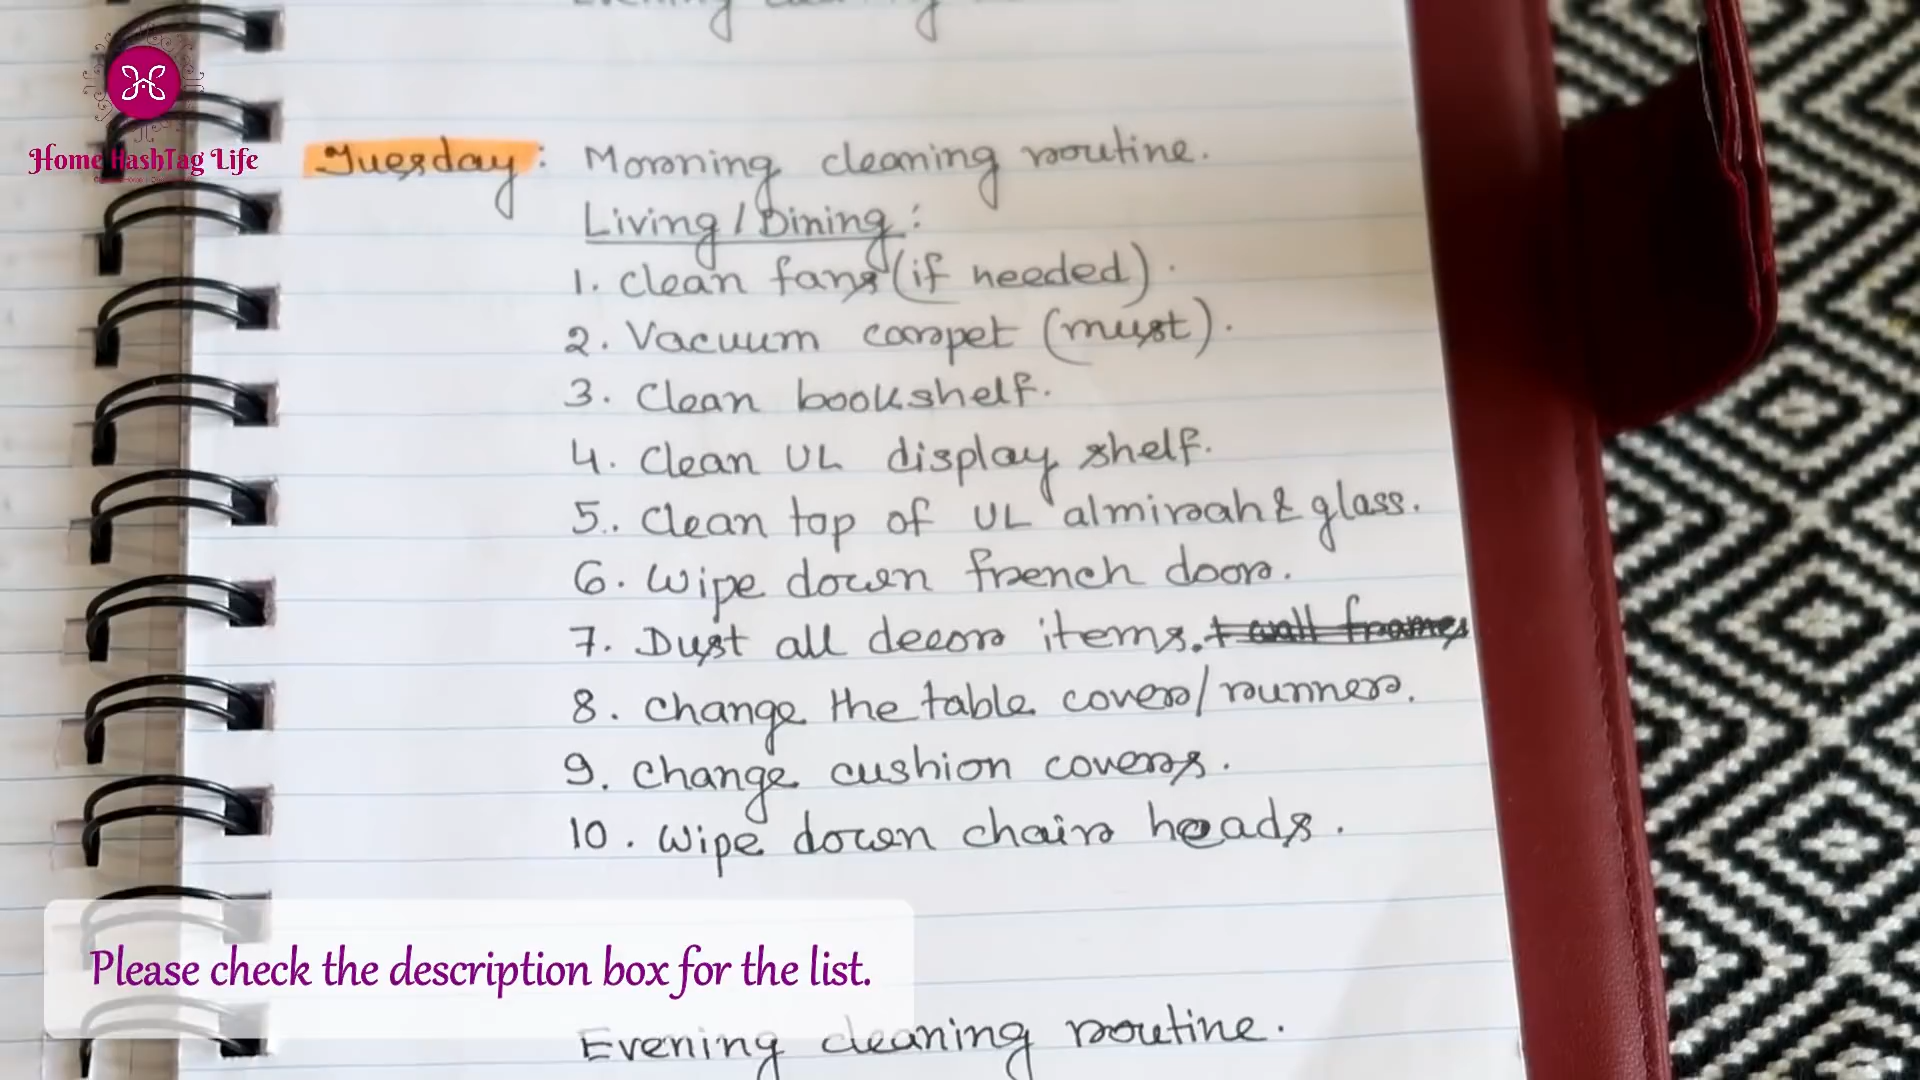 Home HashTag Life
Tuesday: Morning cleaning routine.
Living/Dining:
1. Clean fans (if needed).
2. Vacuum carpet (must).
3. Clean bookshelf.
4. Clean UL display shelf.
5. Clean top of UL almirah & glass.
6. Wipe down french door.
7. Dust all decor items. + wall frames
8. Change the table cover/runner.
9. Change cushion covers.
10. Wipe down chair heads.
Please check the description box for the list.
Evening cleaning routine.